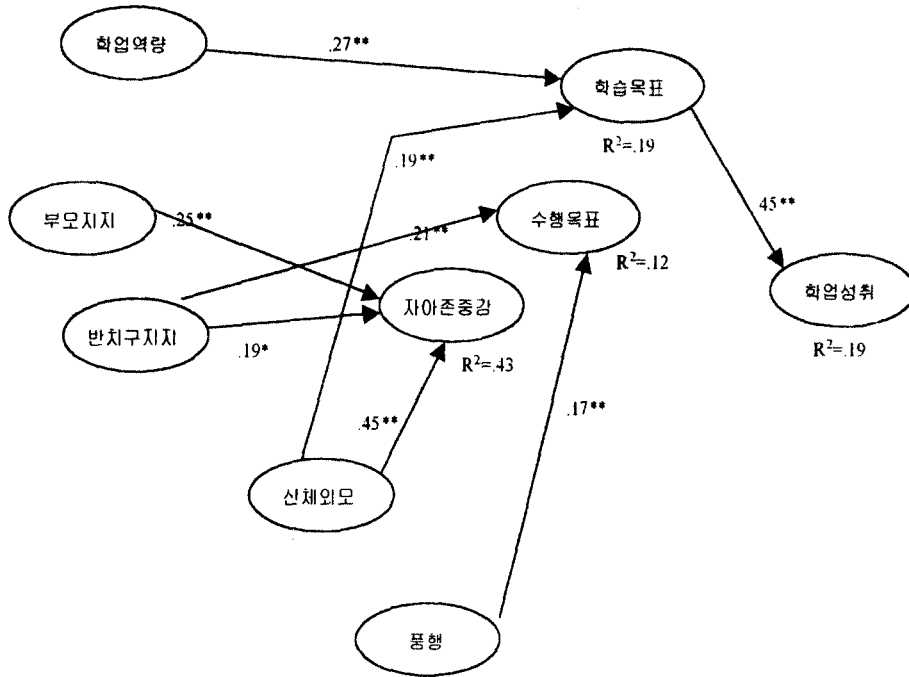 학업역량
.27**
학습목표
R²=.19
.19**
부모지지
.25**
.21**
수행목표
R²=.12
45**
학업성취
R²=.19
반친구지지
.19*
자아존중감
R²=.43
.45**
.17**
신체외모
품행